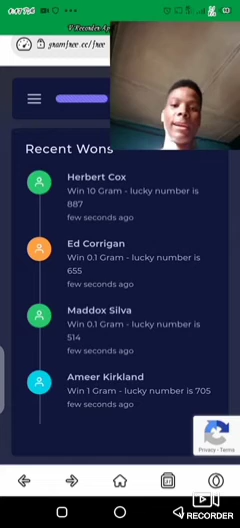 V Recorder
gramfree.cc/free
Recent Wons
Herbert Cox
Win 10 Gram - lucky number is
887
few seconds ago
Ed Corrigan
Win 0.1 Gram - lucky number is
655
few seconds ago
Maddox Silva
Win 0.1 Gram - lucky number is
514
few seconds ago
Ameer Kirkland
Win 1 Gram - lucky number is 705
few seconds ago
Privacy - Terms
RECORDER